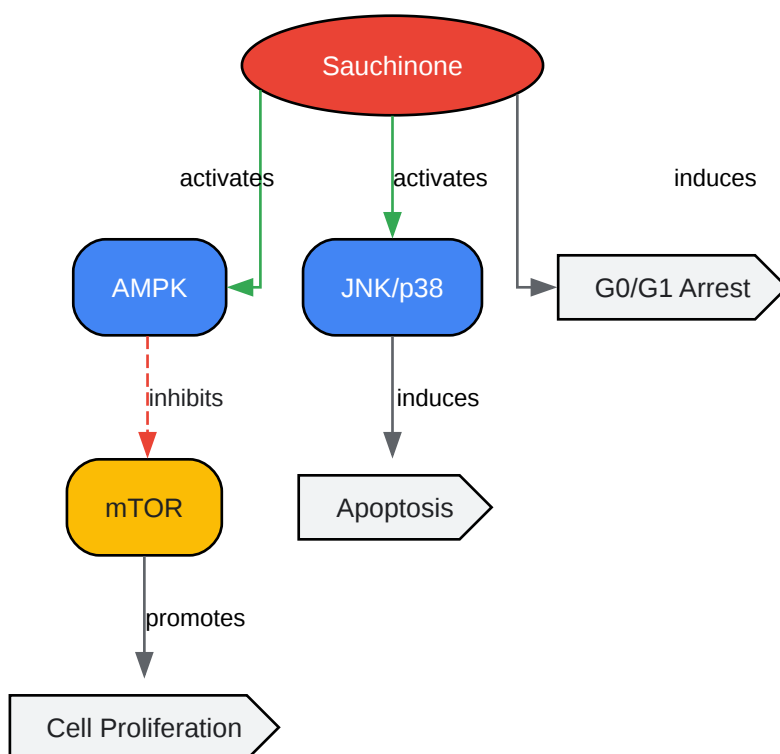 Sauchinone
activates
activates
induces
AMPK
JNK/p38
G0/G1 Arrest
inhibits
induces
mTOR
Apoptosis
promotes
Cell Proliferation